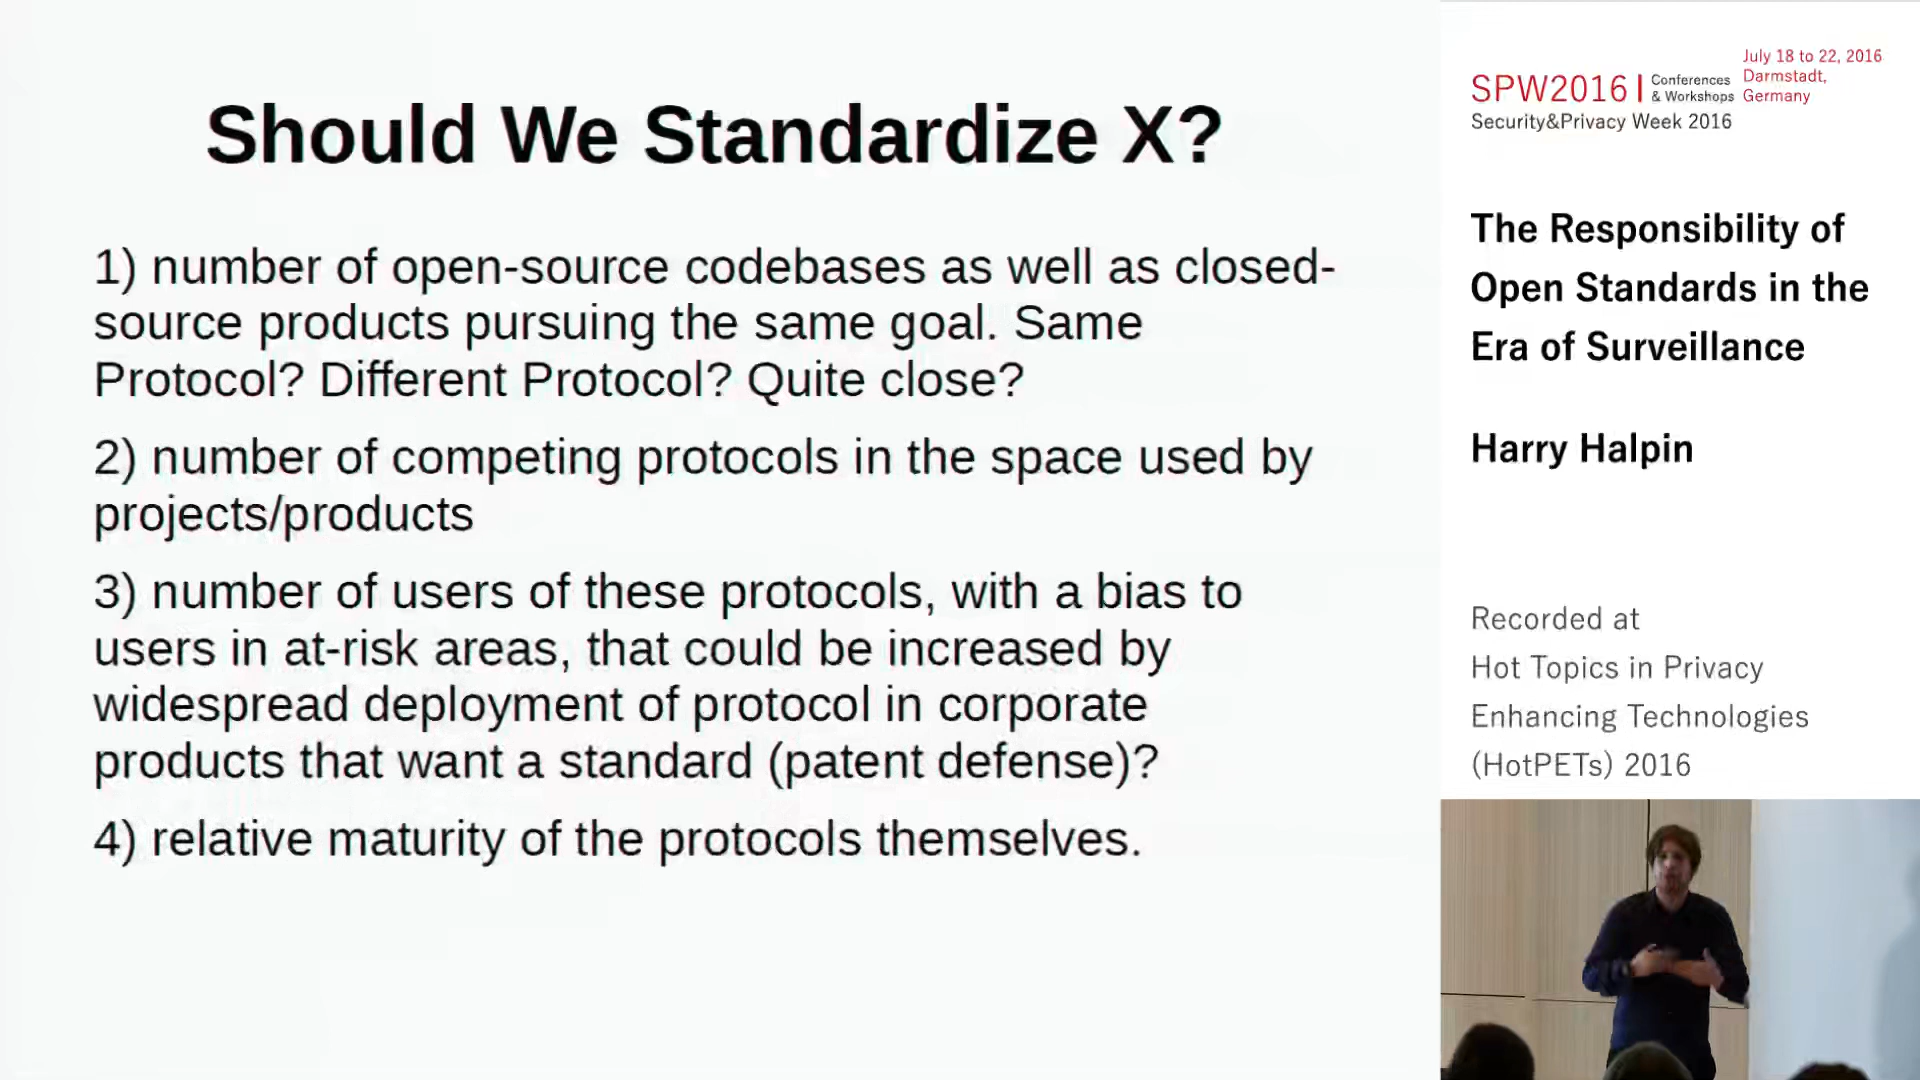 Should We Standardize X?
1) number of open-source codebases as well as closed-
source products pursuing the same goal. Same
Protocol? Different Protocol? Quite close?
2) number of competing protocols in the space used by
projects/products
3) number of users of these protocols, with a bias to
users in at-risk areas, that could be increased by
widespread deployment of protocol in corporate
products that want a standard (patent defense)?
4) relative maturity of the protocols themselves.
SPW2016 | Conferences
& Workshops
Security&Privacy Week 2016
July 18 to 22, 2016
Darmstadt,
Germany
The Responsibility of
Open Standards in the
Era of Surveillance
Harry Halpin
Recorded at
Hot Topics in Privacy
Enhancing Technologies
(HotPETs) 2016